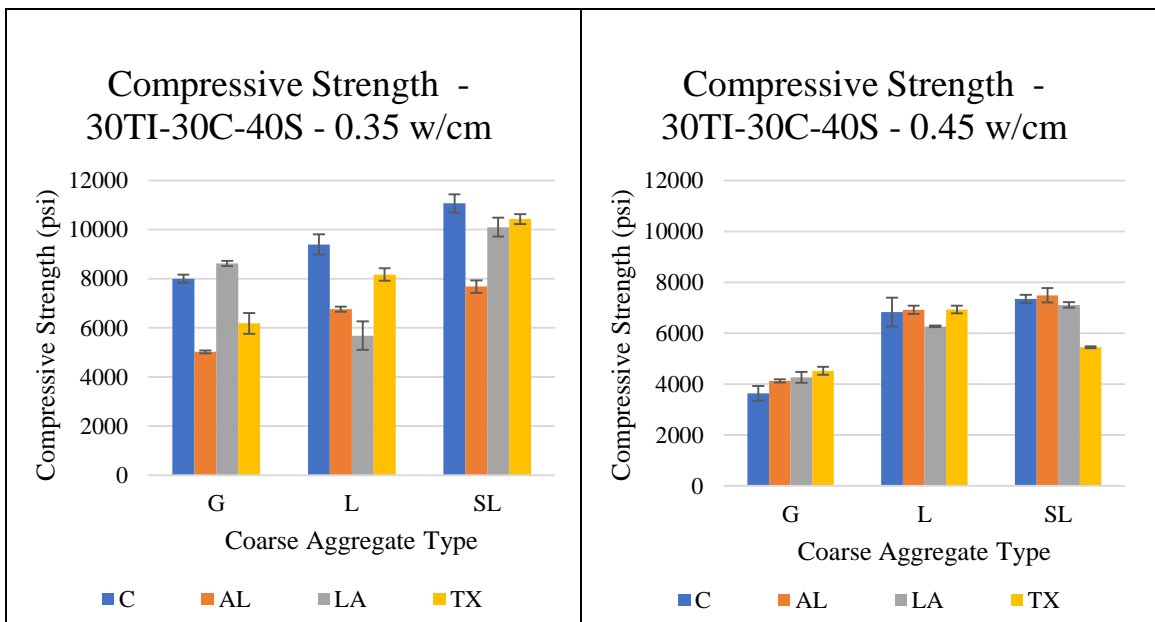 Compressive Strength -
30TI-30C-40S - 0.35 w/cm
Compressive Strength (psi)
12000
10000
8000
6000
4000
2000
0
G L SL
Coarse Aggregate Type
C AL LA TX
Compressive Strength -
30TI-30C-40S - 0.45 w/cm
Compressive Strength (psi)
12000
10000
8000
6000
4000
2000
0
G L SL
Coarse Aggregate Type
C AL LA TX